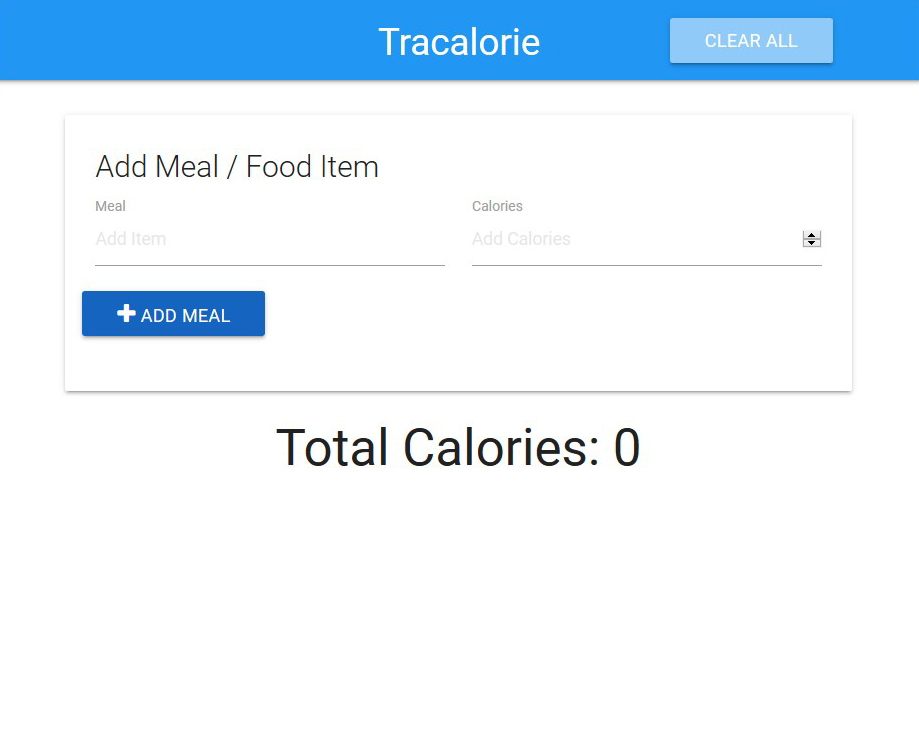 Tracalorie
CLEAR ALL
Add Meal / Food Item
Meal
Calories
Add Item
Add Calories
ADD MEAL
Total Calories: 0